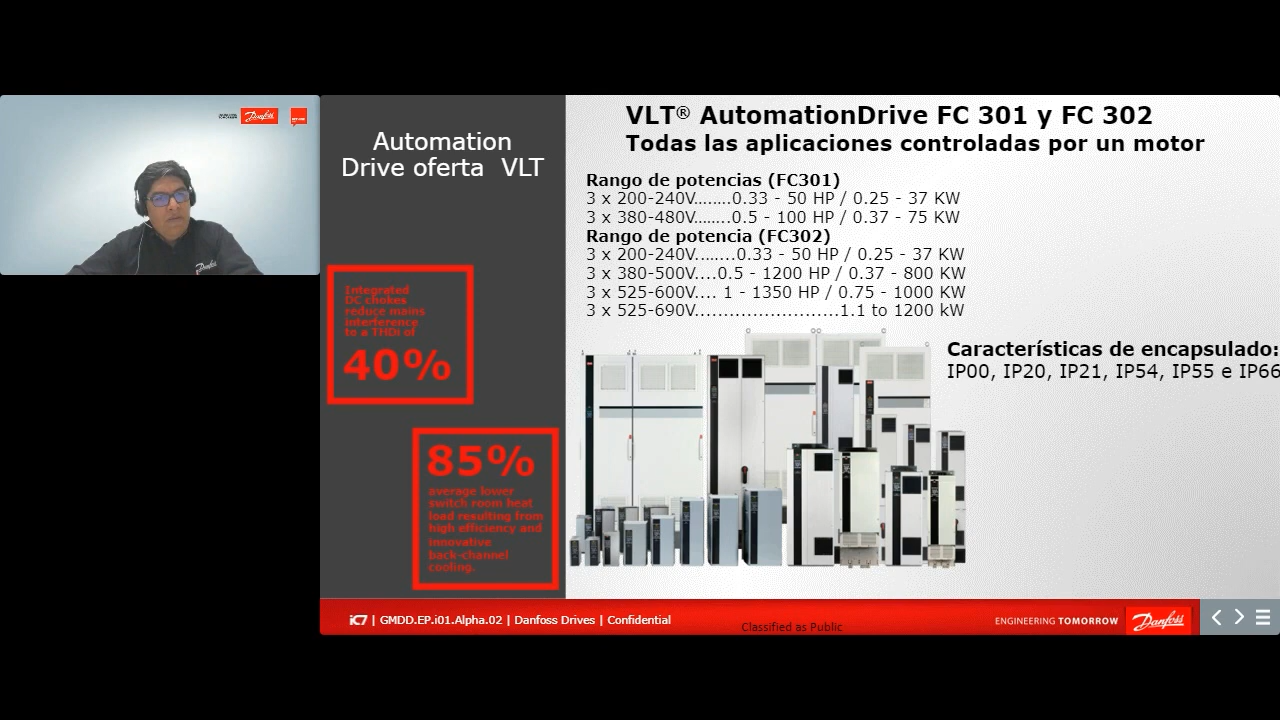 Danfoss
Danfoss
Automation
Drive oferta VLT
Integrated
DC chokes
reduce mains
interference
to a THDi of
40%
85%
average lower
switch room heat
load resulting from
high efficiency and
innovative
back-channel
cooling.
VLT® AutomationDrive FC 301 y FC 302
Todas las aplicaciones controladas por un motor
Rango de potencias (FC301)
3 x 200-240V........0.33 - 50 HP / 0.25 - 37 KW
3 x 380-480V........0.5 - 100 HP / 0.37 - 75 KW
Rango de potencia (FC302)
3 x 200-240V........0.33 - 50 HP / 0.25 - 37 KW
3 x 380-500V....0.5 - 1200 HP / 0.37 - 800 KW
3 x 525-600V.... 1 - 1350 HP / 0.75 - 1000 KW
3 x 525-690V........................1.1 to 1200 kW
Características de encapsulado:
IP00, IP20, IP21, IP54, IP55 e IP66
iC7 | GMDD.EP.i01.Alpha.02 | Danfoss Drives | Confidential
Classified as Public
ENGINEERING TOMORROW
Danfoss